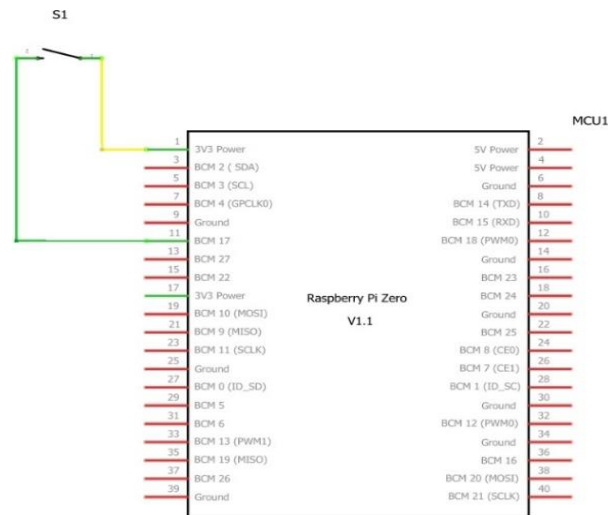 S1
MCU1
1 3V3 Power
3 BCM 2 ( SDA)
5 BCM 3 (SCL)
7 BCM 4 (GPCLK0)
9 Ground
11 BCM 17
13 BCM 27
15 BCM 22
17 3V3 Power
19 BCM 10 (MOSI)
21 BCM 9 (MISO)
23 BCM 11 (SCLK)
25 Ground
27 BCM 0 (ID_SD)
29 BCM 5
31 BCM 6
33 BCM 13 (PWM1)
35 BCM 19 (MISO)
37 BCM 26
39 Ground
Raspberry Pi Zero
V1.1
5V Power 2
5V Power 4
Ground 6
BCM 14 (TXD) 8
BCM 15 (RXD) 10
BCM 18 (PWM0) 12
Ground 14
BCM 23 16
BCM 24 18
Ground 20
BCM 25 22
BCM 8 (CE0) 24
BCM 7 (CE1) 26
BCM 1 (ID_SC) 28
Ground 30
BCM 12 (PWM0) 32
Ground 34
BCM 16 36
BCM 20 (MOSI) 38
BCM 21 (SCLK) 40